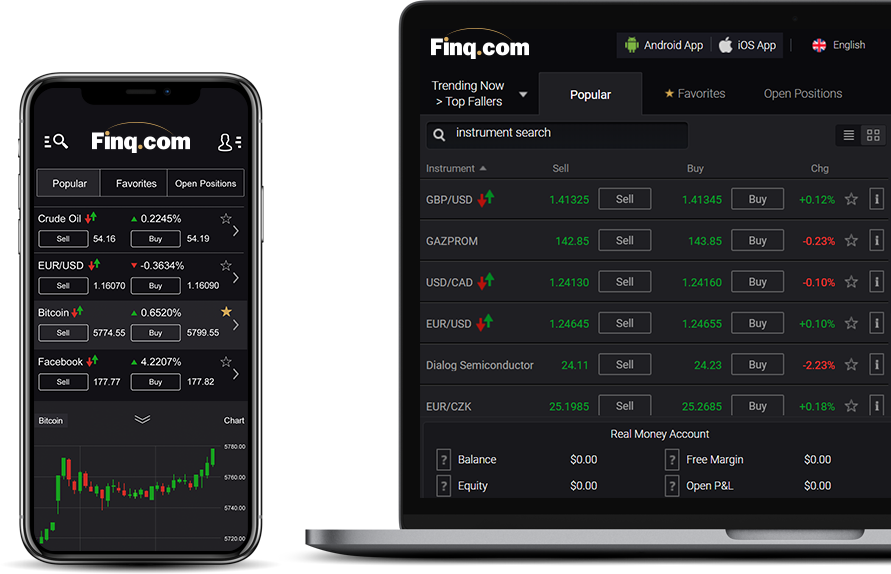 Finq.com
Popular Favorites Open Positions
Crude Oil 0.2245%
Sell 54.16 Buy 54.19
EUR/USD -0.3634%
Sell 1.16070 Buy 1.16090
Bitcoin 0.6520%
Sell 5774.55 Buy 5799.55
Facebook 4.2207%
Sell 177.77 Buy 177.82
Bitcoin Chart
5780.00
5760.00
5740.00
5720.00
Finq.com Android App iOS App English
Trending Now
> Top Fallers
Popular Favorites Open Positions
instrument search
Instrument Sell Buy Chg
GBP/USD 1.41325 Sell 1.41345 Buy +0.12%
GAZPROM 142.85 Sell 143.85 Buy -0.23%
USD/CAD 1.24130 Sell 1.24160 Buy -0.10%
EUR/USD 1.24645 Sell 1.24655 Buy +0.10%
Dialog Semiconductor 24.11 Sell 24.23 Buy -2.23%
EUR/CZK 25.1985 Sell 25.2685 Buy +0.18%
Real Money Account
? Balance $0.00 ? Free Margin $0.00
? Equity $0.00 ? Open P&L $0.00